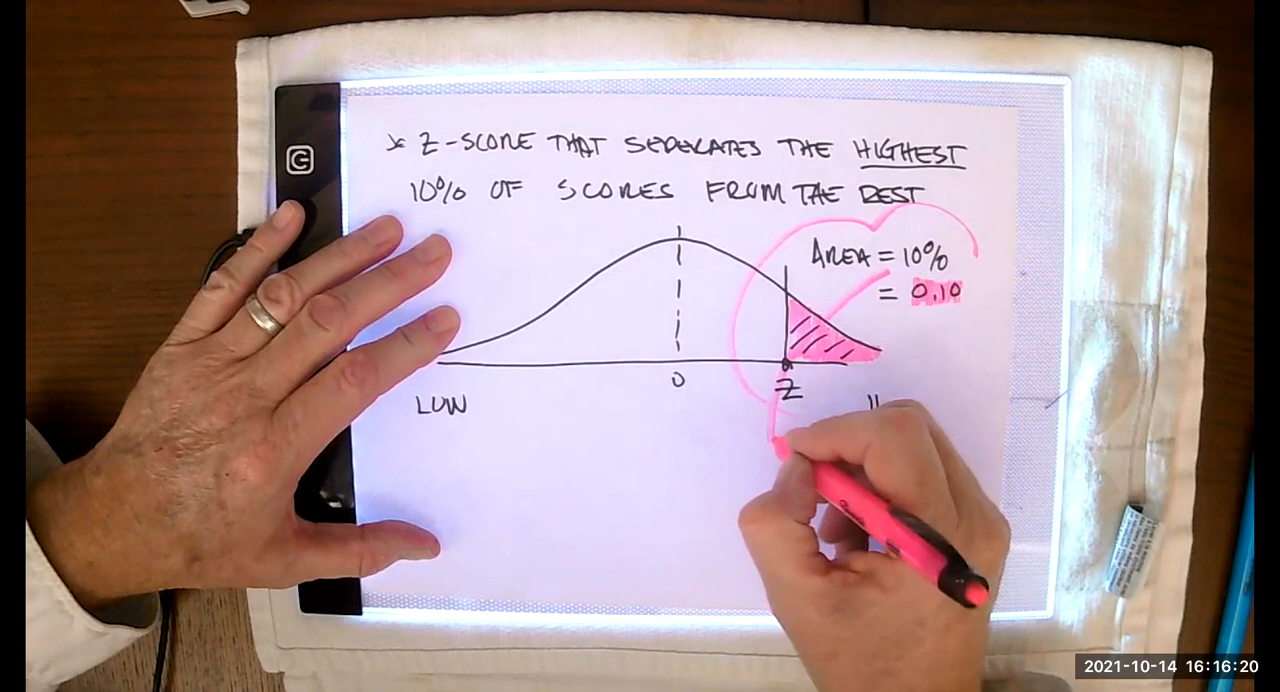 * Z-SCORE THAT SEPERATES THE HIGHEST
10% OF SCORES FROM THE REST
AREA = 10%
= 0.10
0
Z
LOW
2021-10-14 16:16:20